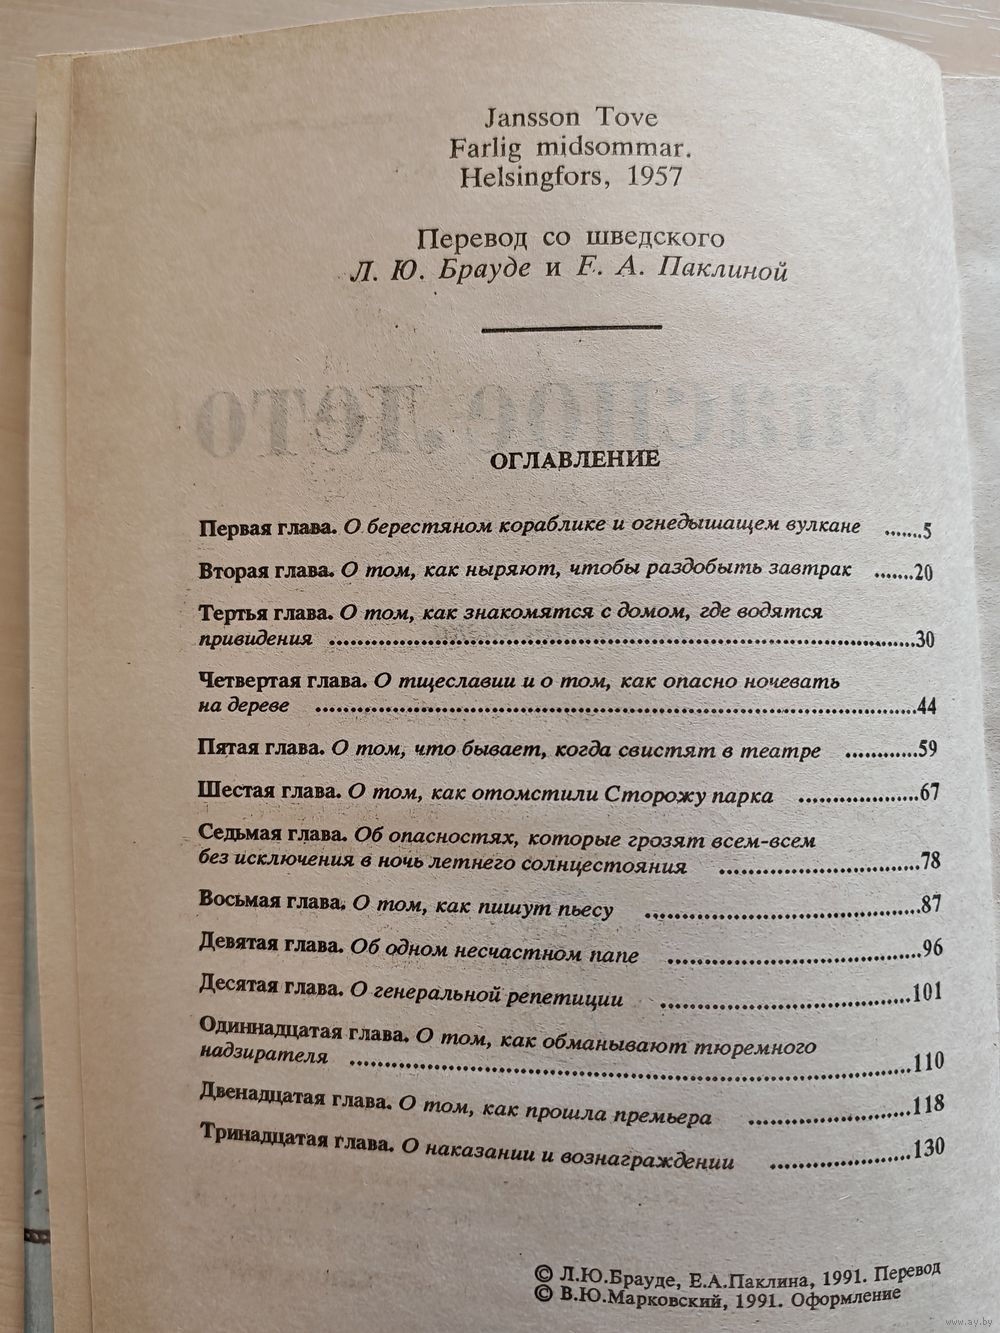 Jansson Tove
Farlig midsommar.
Helsingfors, 1957
Перевод со шведского
Л. Ю. Брауде и Е. А. Паклиной
опасное лето
ОГЛАВЛЕНИЕ
Первая глава. О берестяном кораблике и огнедышащем вулкане .......5
Вторая глава. О том, как ныряют, чтобы раздобыть завтрак .......20
Тертья глава. О том, как знакомятся с домом, где водятся
привидения ..........30
Четвертая глава. О тщеславии и о том, как опасно ночевать
на дереве ..........44
Пятая глава. О том, что бывает, когда свистят в театре ............59
Шестая глава. О том, как отомстили Сторожу парка ..........67
Седьмая глава. Об опасностях, которые грозят всем-всем
без исключения в ночь летнего солнцестояния ..........78
Восьмая глава. О том, как пишут пьесу ..........87
Девятая глава. Об одном несчастном папе ..........96
Десятая глава. О генеральной репетиции ..........101
Одиннадцатая глава. О том, как обманывают тюремного
надзирателя ..........110
Двенадцатая глава. О том, как прошла премьера ..........118
Тринадцатая глава. О наказании и вознаграждении ..........130
© Л.Ю.Брауде, Е.А.Паклина, 1991. Перевод
© В.Ю.Марковский, 1991. Оформление
www.ay.by